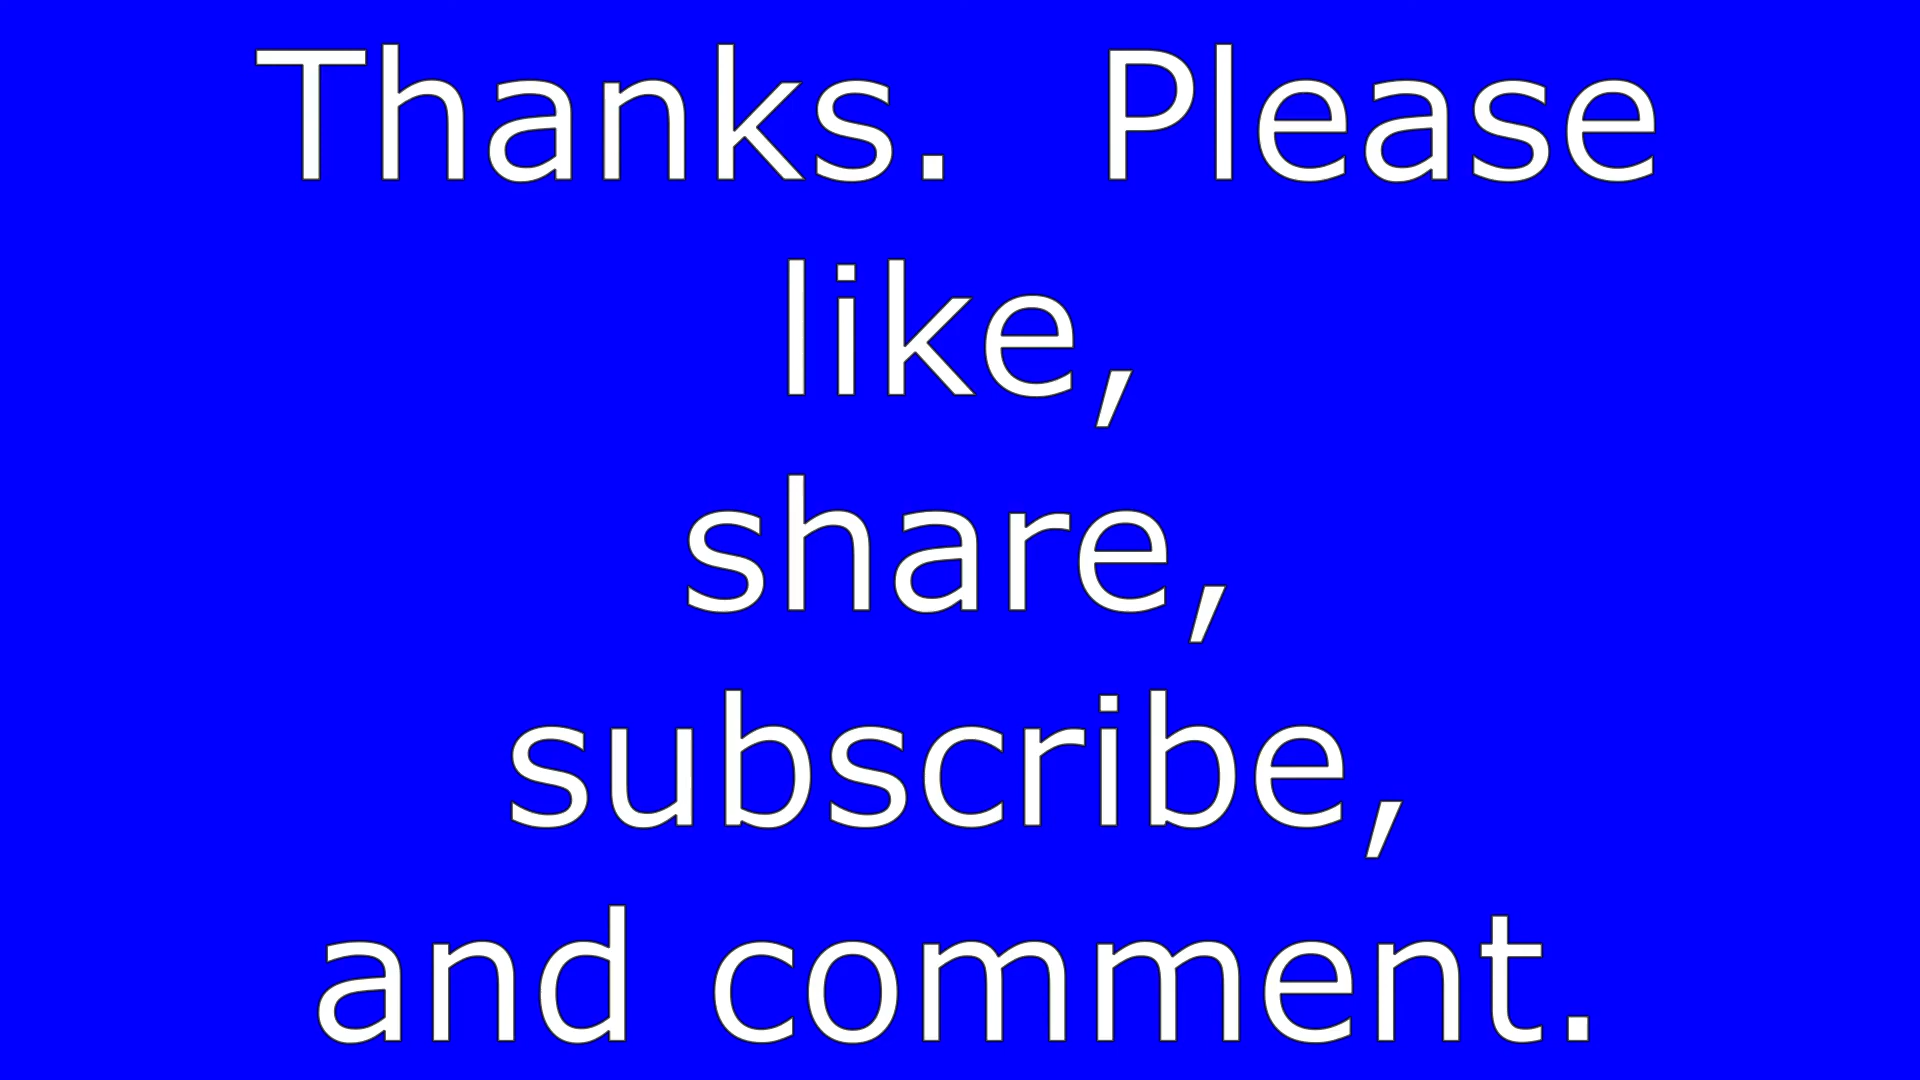 Thanks.  Please
like,
share,
subscribe,
and comment.